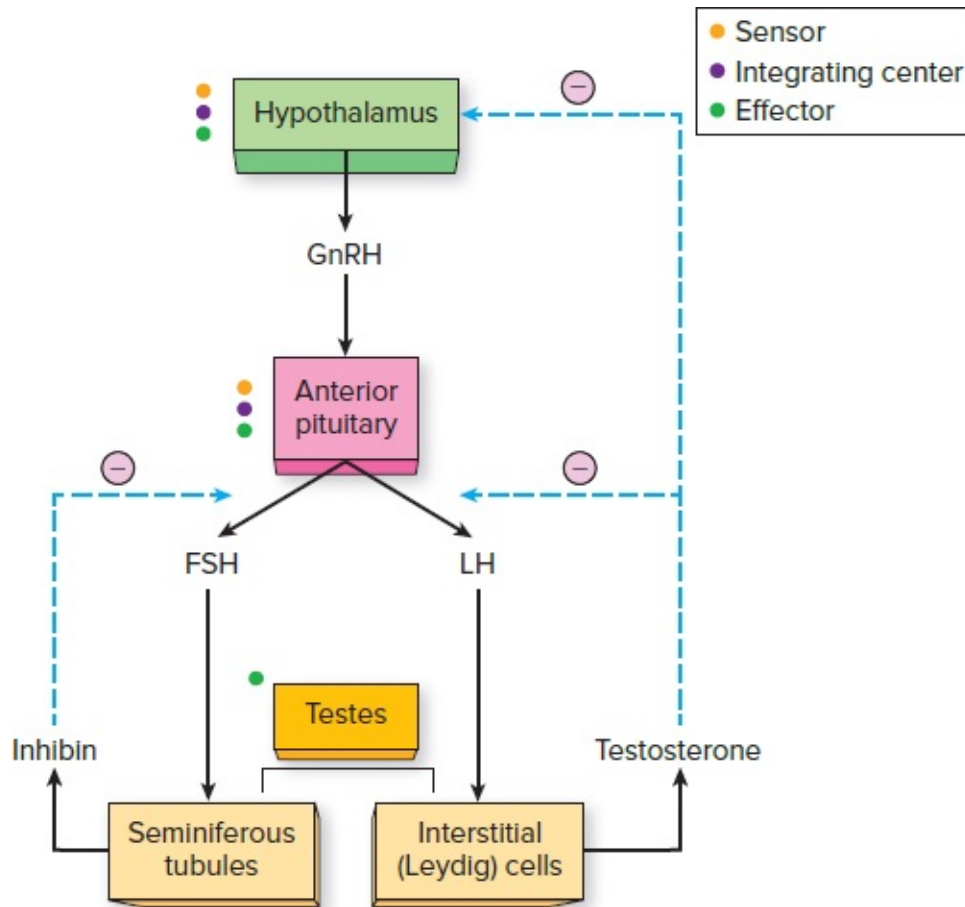 Sensor
Integrating center
Effector
Hypothalamus
−
GnRH
Anterior
pituitary
−
−
FSH
LH
Testes
Inhibin
Testosterone
Seminiferous
tubules
Interstitial
(Leydig) cells